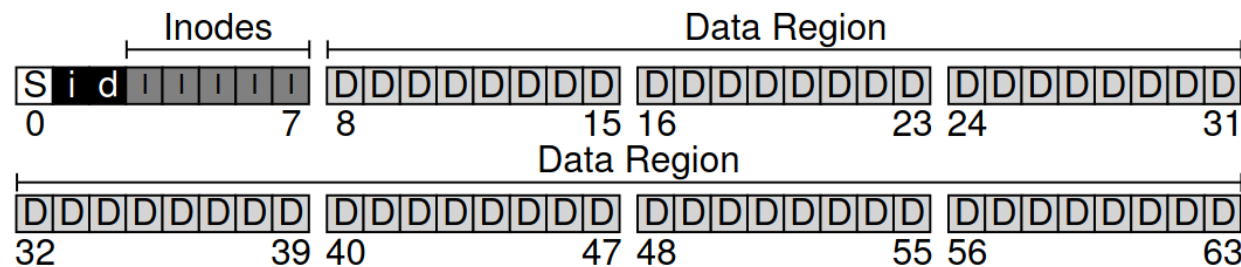 Inodes Data Region
S i d I I I I I D D D D D D D D D D D D D D D D D D D D D D D D
0 7 8 15 16 23 24 31
Data Region
D D D D D D D D D D D D D D D D D D D D D D D D D D D D D D D D
32 39 40 47 48 55 56 63